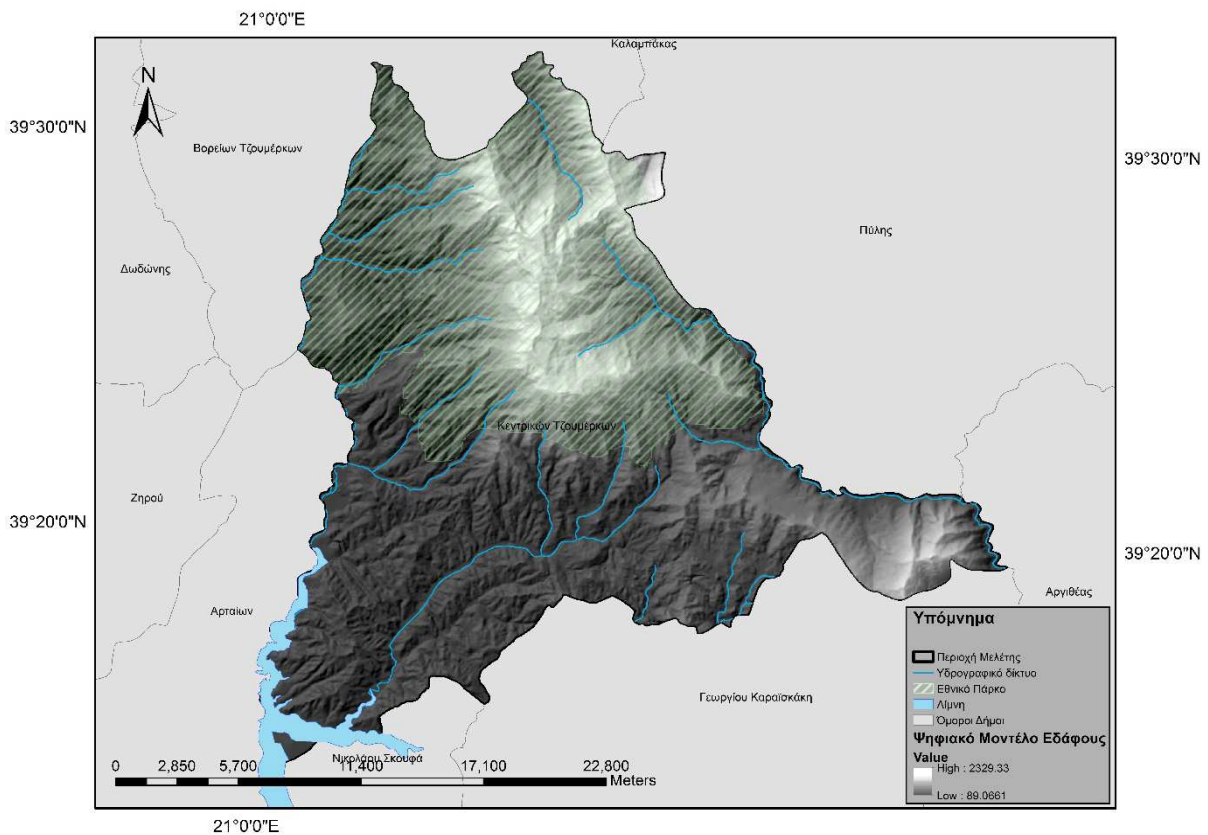 21°0'0"E
Καλαμπάκας
N
39°30'0"N
Βορείων Τζουμέρκων
39°30'0"N
Πύλης
Δωδώνης
Κεντρικών Τζουμέρκων
Ζηρού
39°20'0"N
39°20'0"N
Αργιθέας
Αρταίων
Υπόμνημα
Περιοχή Μελέτης
Υδρογραφικό δίκτυο
Εθνικό Πάρκο
Λίμνη
Όμοροι Δήμοι
Ψηφιακό Μοντέλο Εδάφους
Value
High : 2329.33
Low : 89.0661
Γεωργίου Καραϊσκάκη
Νικολάου Σκουφά
0 2,850 5,700 11,400 17,100 22,800
Meters
21°0'0"E